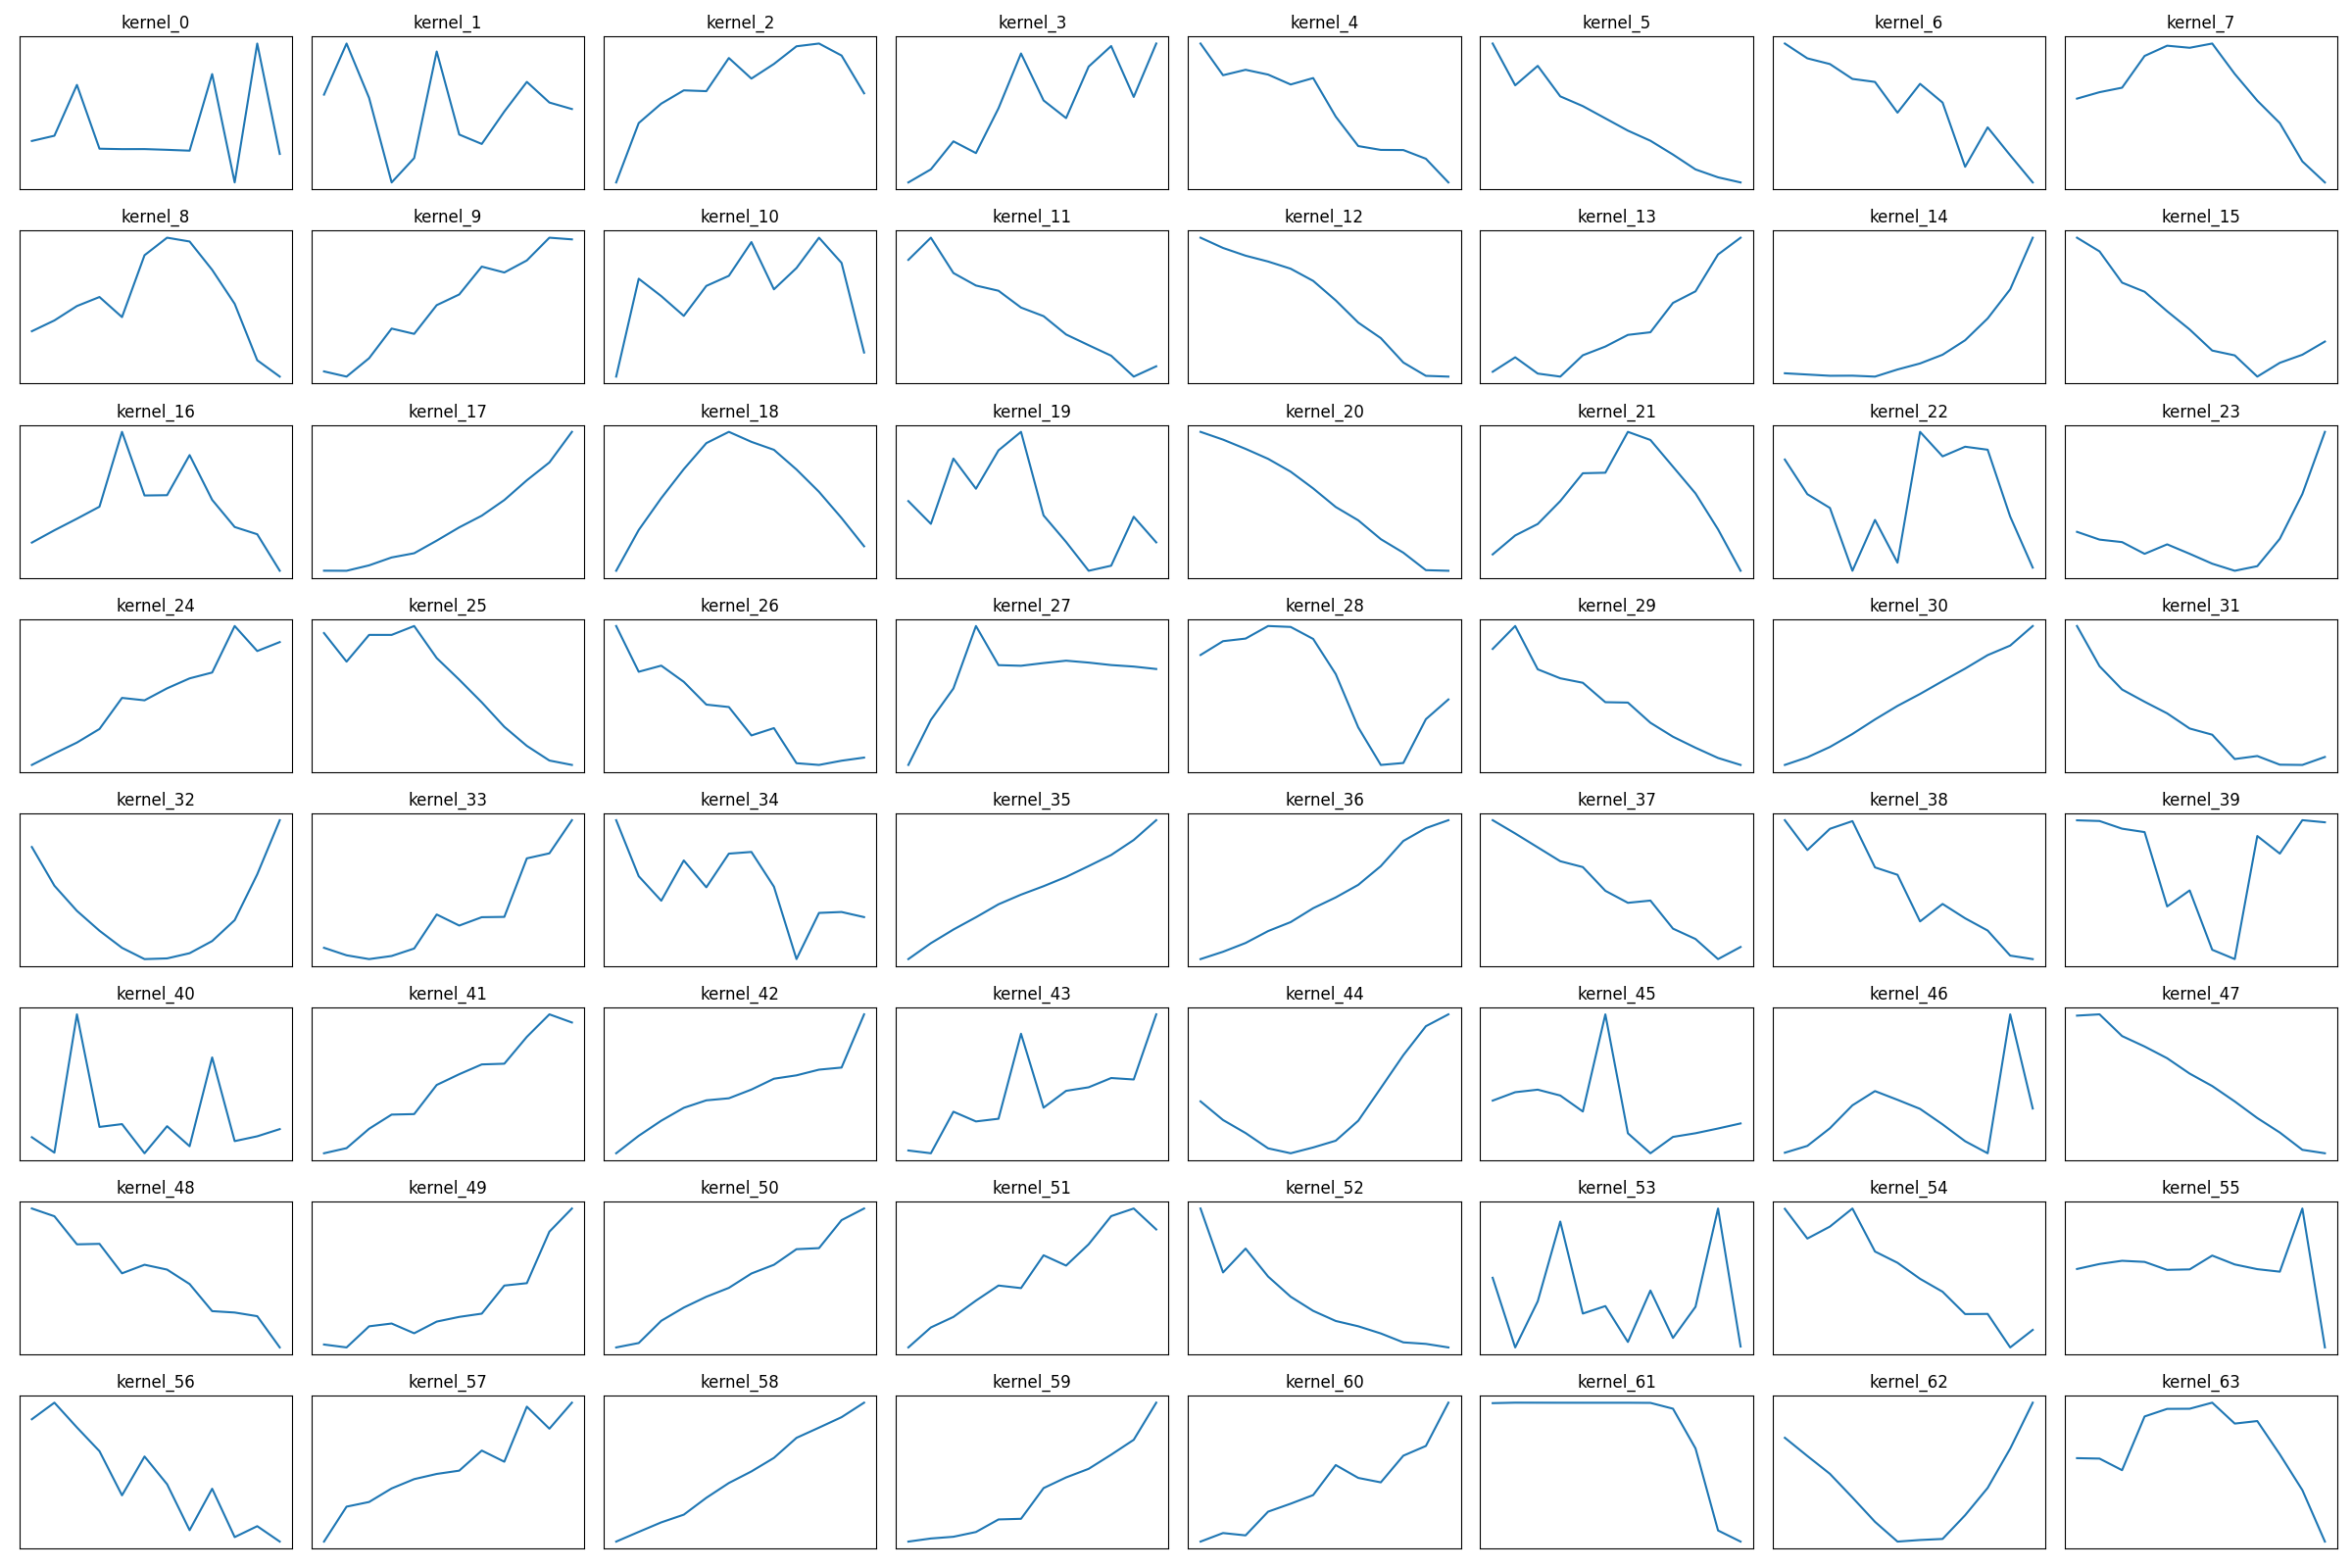 kernel_0 kernel_1 kernel_2 kernel_3 kernel_4 kernel_5 kernel_6 kernel_7
kernel_8 kernel_9 kernel_10 kernel_11 kernel_12 kernel_13 kernel_14 kernel_15
kernel_16 kernel_17 kernel_18 kernel_19 kernel_20 kernel_21 kernel_22 kernel_23
kernel_24 kernel_25 kernel_26 kernel_27 kernel_28 kernel_29 kernel_30 kernel_31
kernel_32 kernel_33 kernel_34 kernel_35 kernel_36 kernel_37 kernel_38 kernel_39
kernel_40 kernel_41 kernel_42 kernel_43 kernel_44 kernel_45 kernel_46 kernel_47
kernel_48 kernel_49 kernel_50 kernel_51 kernel_52 kernel_53 kernel_54 kernel_55
kernel_56 kernel_57 kernel_58 kernel_59 kernel_60 kernel_61 kernel_62 kernel_63